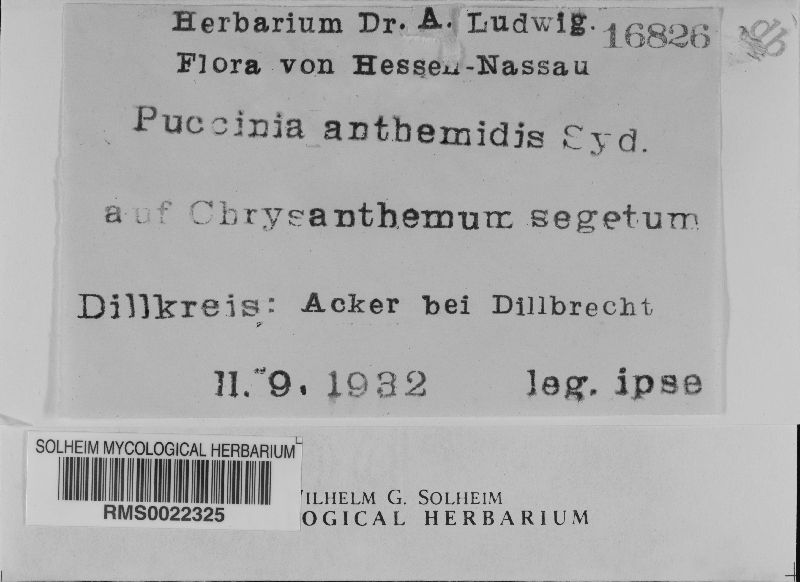 Herbarium Dr. A. Ludwig. 16826
Flora von Hessen-Nassau
Puccinia anthemidis Syd.
auf Chrysanthemum segetum
Dillkreis: Acker bei Dillbrecht
11. 9. 1932 leg. ipse
SOLHEIM MYCOLOGICAL HERBARIUM
RMS0022325
WILHELM G. SOLHEIM
OGICAL HERBARIUM